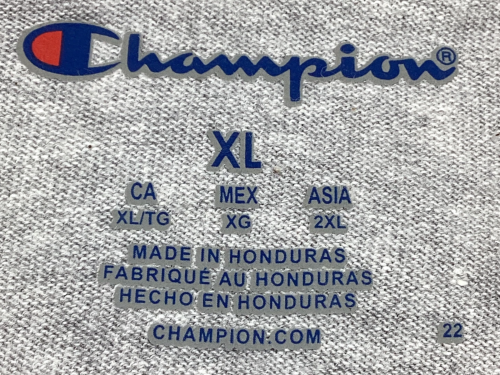 Champion®
XL
CA MEX ASIA
XL/TG XG 2XL
MADE IN HONDURAS
FABRIQUÉ AU HONDURAS
HECHO EN HONDURAS
CHAMPION.COM 22